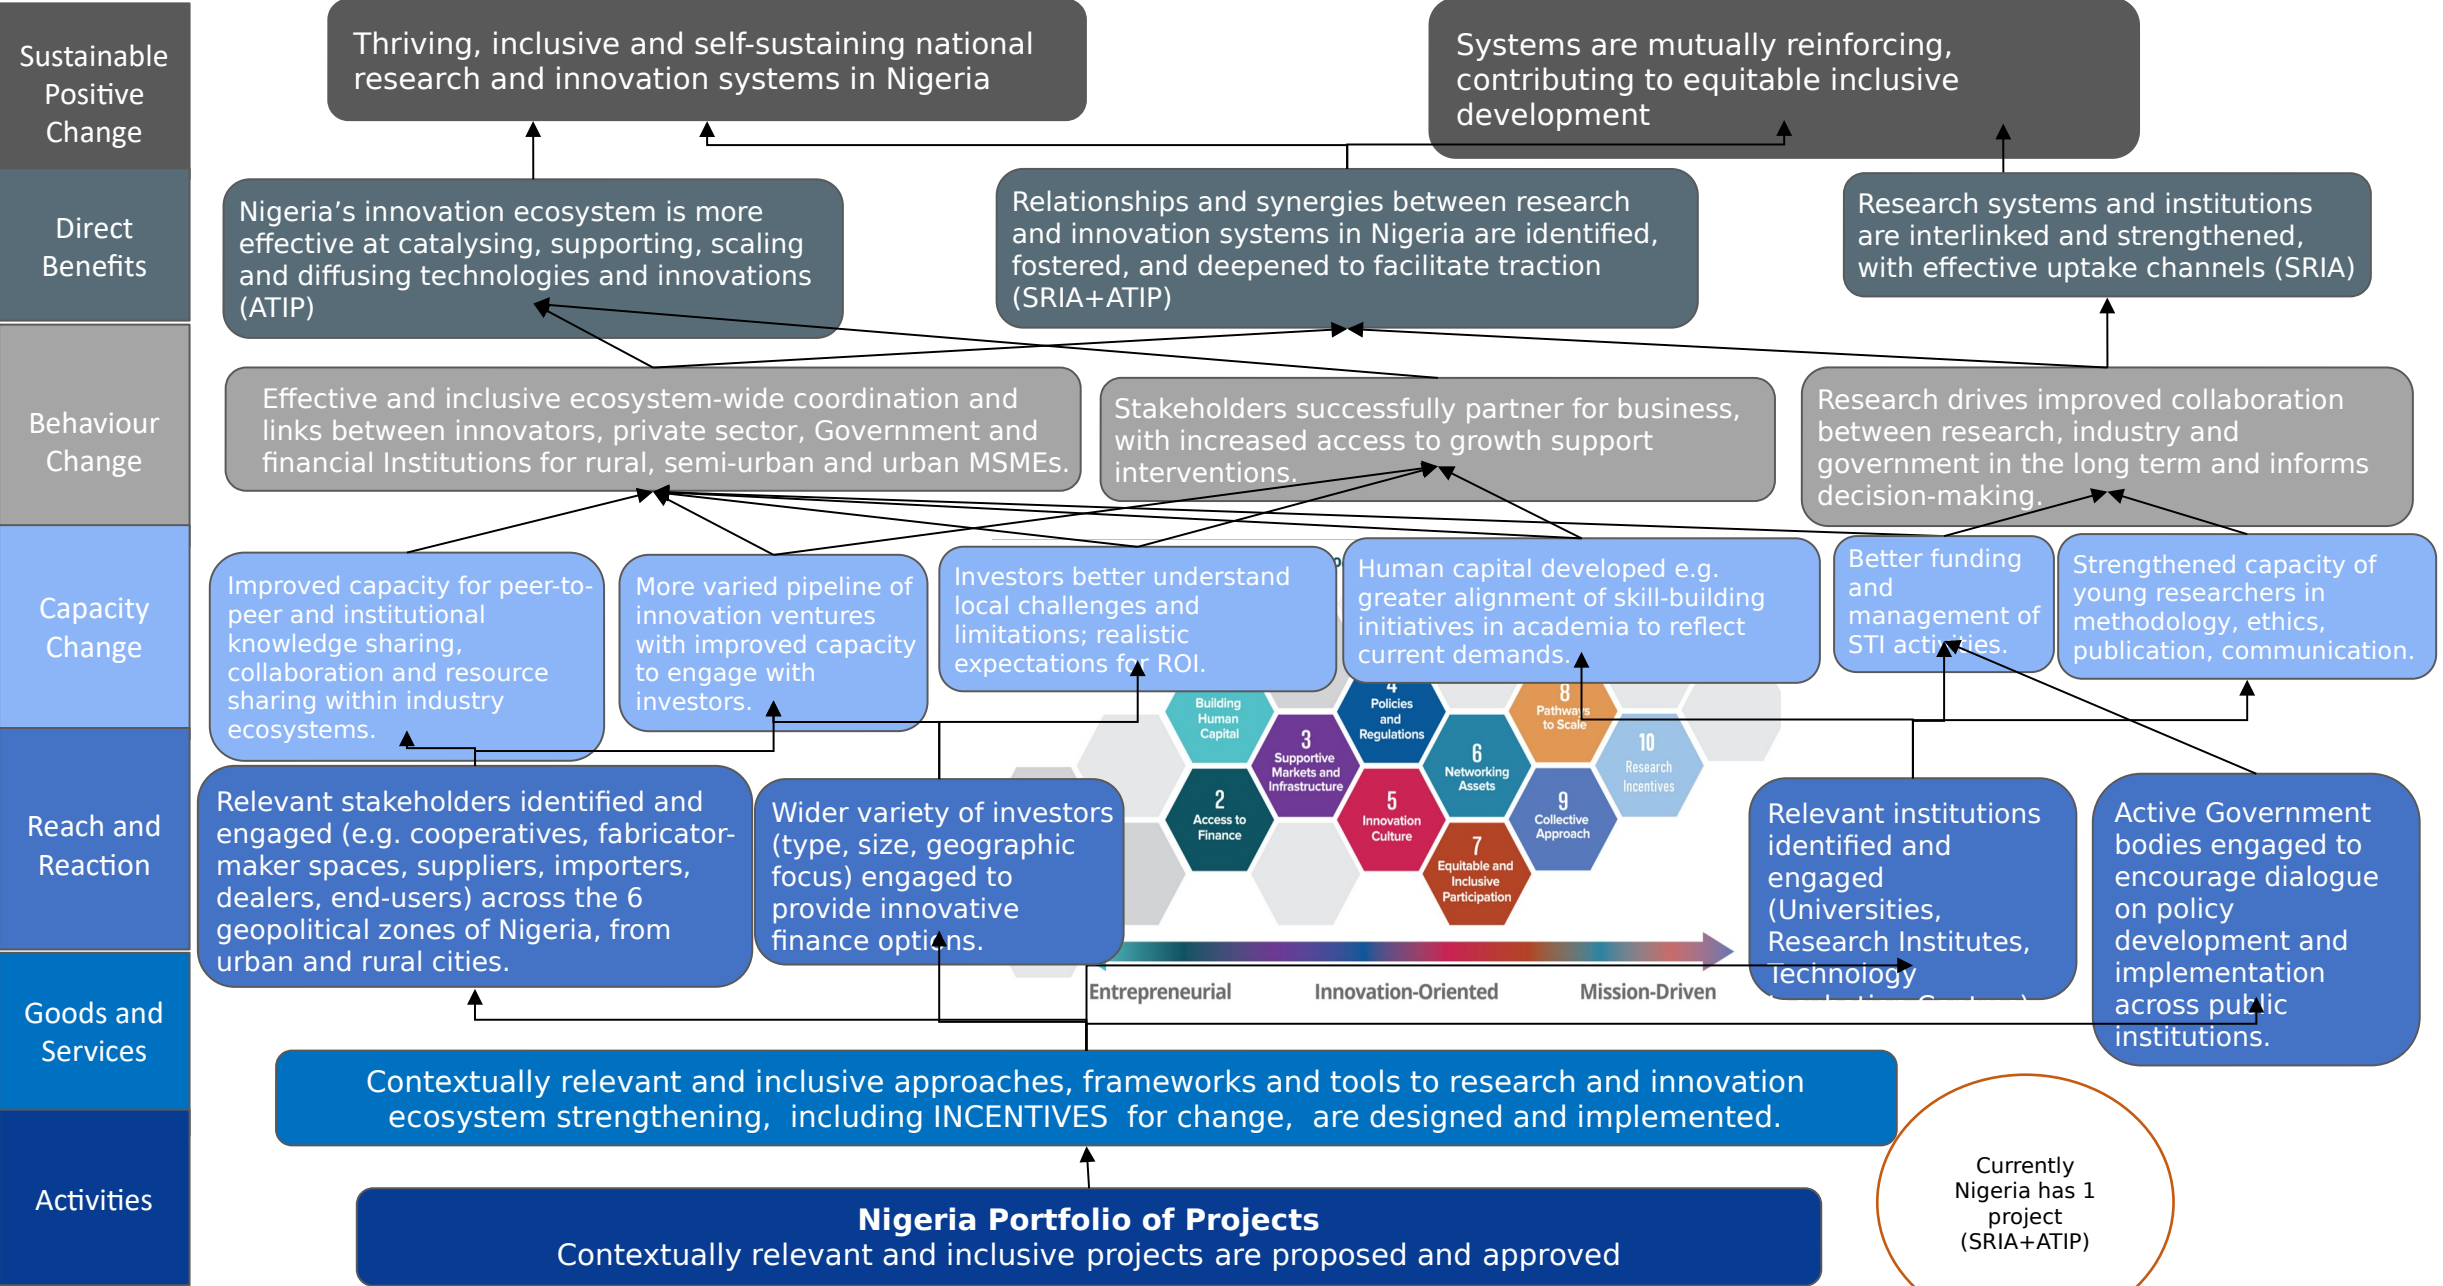 Sustainable
Positive
Change
Thriving, inclusive and self-sustaining national
research and innovation systems in Nigeria
Systems are mutually reinforcing,
contributing to equitable inclusive
development
Direct
Benefits
Nigeria’s innovation ecosystem is more
effective at catalysing, supporting, scaling
and diffusing technologies and innovations
(ATIP)
Relationships and synergies between research
and innovation systems in Nigeria are identified,
fostered, and deepened to facilitate traction
(SRIA+ATIP)
Research systems and institutions
are interlinked and strengthened,
with effective uptake channels (SRIA)
Behaviour
Change
Effective and inclusive ecosystem-wide coordination and
links between innovators, private sector, Government and
financial Institutions for rural, semi-urban and urban MSMEs.
Stakeholders successfully partner for business,
with increased access to growth support
interventions.
Research drives improved collaboration
between research, industry and
government in the long term and informs
decision-making.
Capacity
Change
Improved capacity for peer-to-
peer and institutional
knowledge sharing,
collaboration and resource
sharing within industry
ecosystems.
More varied pipeline of
innovation ventures
with improved capacity
to engage with
investors.
Investors better understand
local challenges and
limitations; realistic
expectations for ROI.
Human capital developed e.g.
greater alignment of skill-building
initiatives in academia to reflect
current demands.
Better funding
and
management of
STI activities.
Strengthened capacity of
young researchers in
methodology, ethics,
publication, communication.
Building
Human
Capital
2
Access to
Finance
3
Supportive
Markets and
Infrastructure
4
Policies
and
Regulations
5
Innovation
Culture
6
Networking
Assets
7
Equitable and
Inclusive
Participation
8
Pathways
to Scale
9
Collective
Approach
10
Research
Incentives
Entrepreneurial
Innovation-Oriented
Mission-Driven
Reach and
Reaction
Relevant stakeholders identified and
engaged (e.g. cooperatives, fabricator-
maker spaces, suppliers, importers,
dealers, end-users) across the 6
geopolitical zones of Nigeria, from
urban and rural cities.
Wider variety of investors
(type, size, geographic
focus) engaged to
provide innovative
finance options.
Relevant institutions
identified and
engaged
(Universities,
Research Institutes,
Technology
Active Government
bodies engaged to
encourage dialogue
on policy
development and
implementation
across public
institutions.
Goods and
Services
Contextually relevant and inclusive approaches, frameworks and tools to research and innovation
ecosystem strengthening, including INCENTIVES for change, are designed and implemented.
Activities
Nigeria Portfolio of Projects
Contextually relevant and inclusive projects are proposed and approved
Currently
Nigeria has 1
project
(SRIA+ATIP)